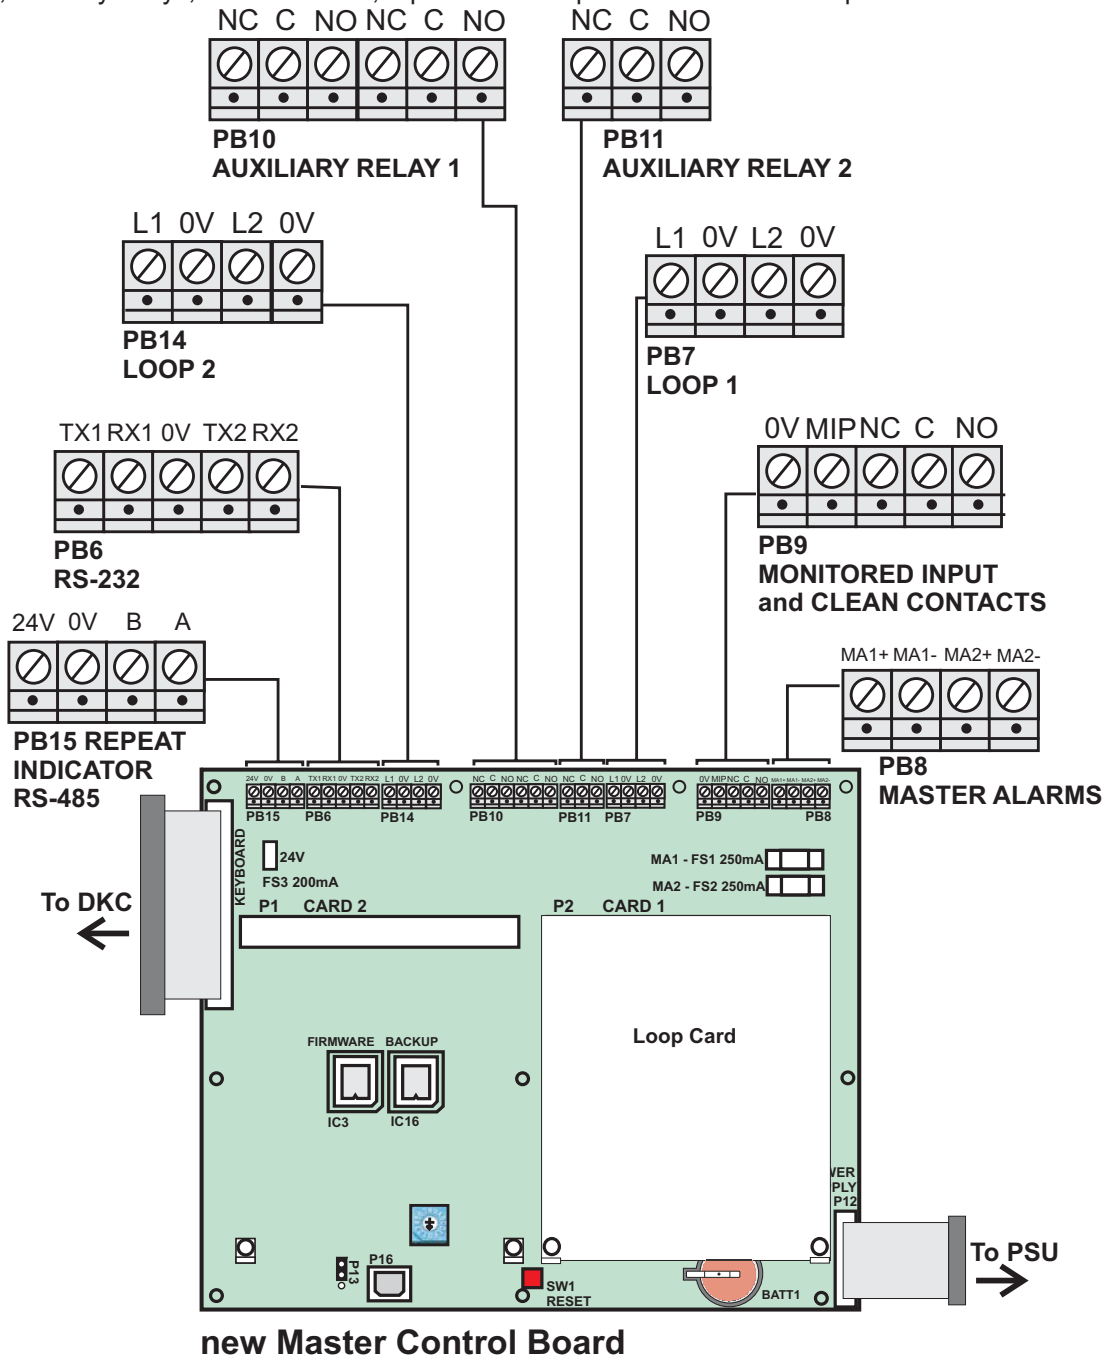 NC C NO NC C NO
NC C NO
PB10
AUXILIARY RELAY 1
PB11
AUXILIARY RELAY 2
L1 0V L2 0V
PB14
LOOP 2
L1 0V L2 0V
PB7
LOOP 1
TX1 RX1 0V TX2 RX2
PB6
RS-232
0V MIP NC C NO
PB9
MONITORED INPUT
and CLEAN CONTACTS
24V 0V B A
PB15 REPEAT
INDICATOR
RS-485
MA1+ MA1- MA2+ MA2-
PB8
MASTER ALARMS
24V 0V B A TX1 RX1 0V TX2 RX2 L1 0V L2 0V NC C NO NC C NO NC C NO L1 0V L2 0V 0V MIP NC C NO MA1+ MA1- MA2+ MA2-
PB15 PB6 PB14 PB10 PB11 PB7 PB9 PB8
KEYBOARD
24V
FS3 200mA
MA1 - FS1 250mA
MA2 - FS2 250mA
To DKC
P1 CARD 2
P2 CARD 1
Loop Card
FIRMWARE BACKUP
IC3 IC16
WER
PLY
P12
To PSU
P13
P16
SW1
RESET
BATT1
new Master Control Board